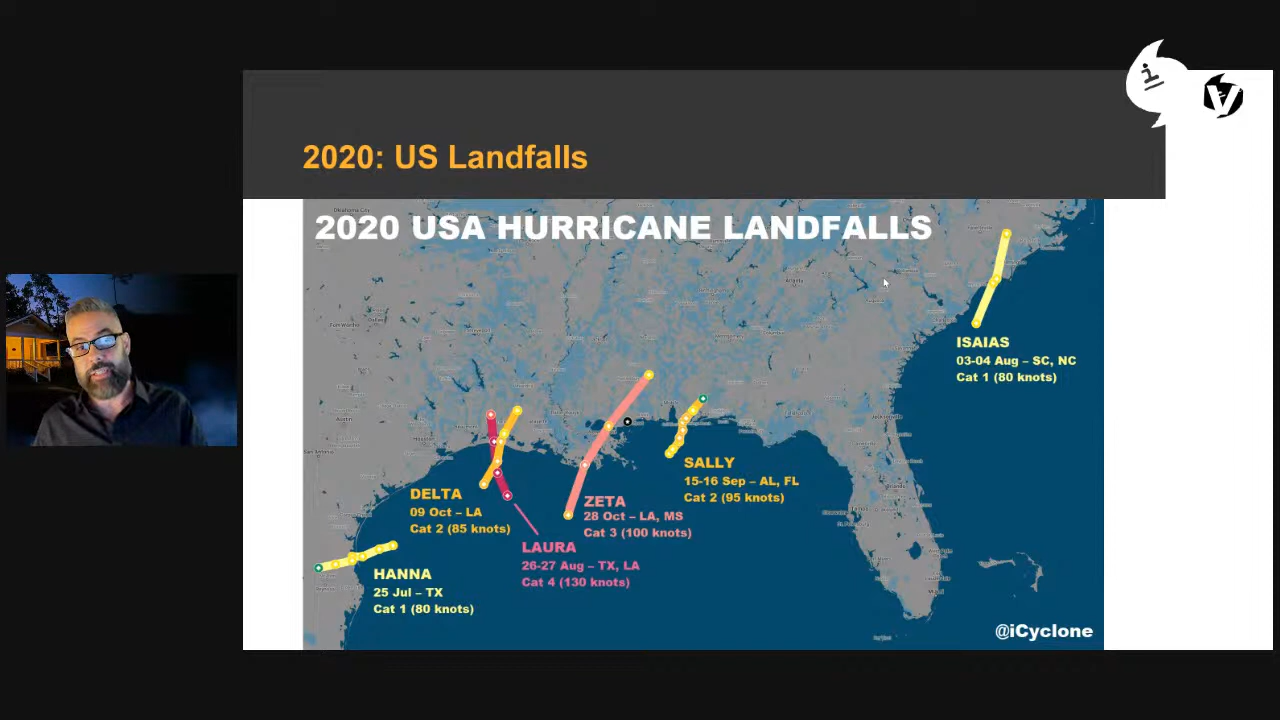 2020: US Landfalls
2020 USA HURRICANE LANDFALLS
ISAIAS
03-04 Aug – SC, NC
Cat 1 (80 knots)
SALLY
15-16 Sep – AL, FL
Cat 2 (95 knots)
DELTA
09 Oct – LA
Cat 2 (85 knots)
ZETA
28 Oct – LA, MS
Cat 3 (100 knots)
LAURA
26-27 Aug – TX, LA
Cat 4 (130 knots)
HANNA
25 Jul – TX
Cat 1 (80 knots)
@iCyclone